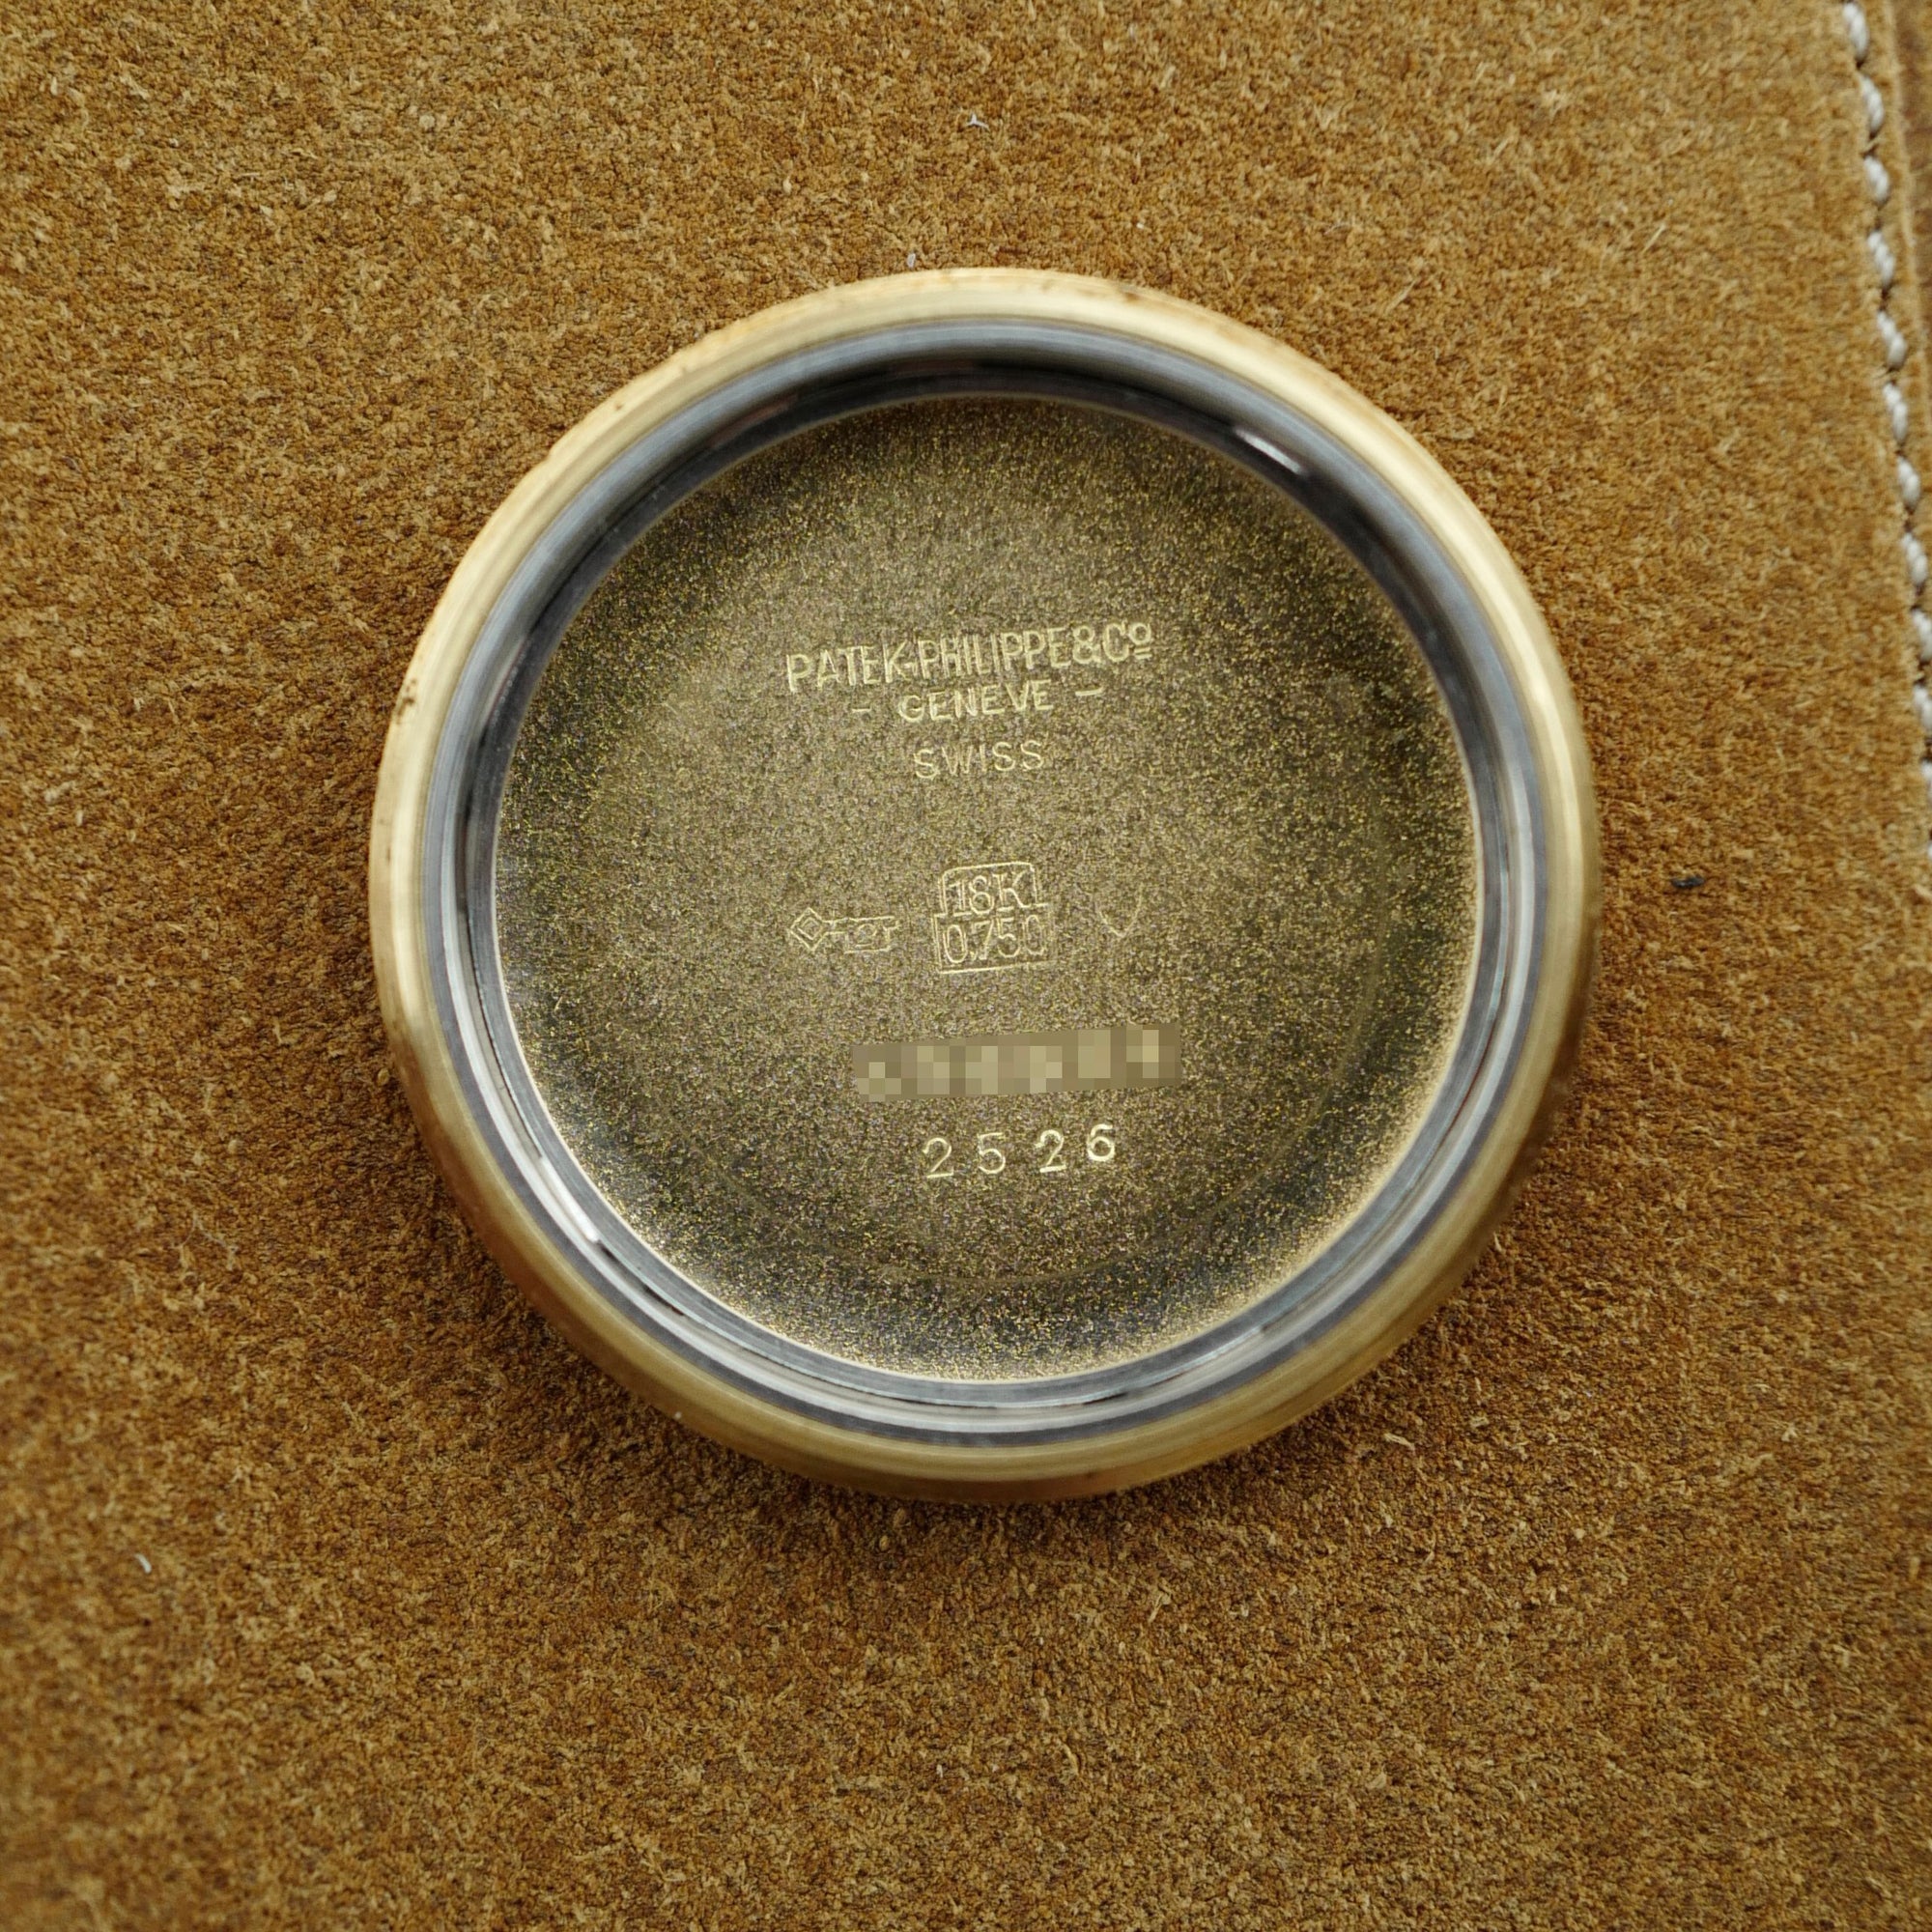 PATEK·PHILIPPE&Cº
- GENEVE -
SWISS
18K
0.750
2526